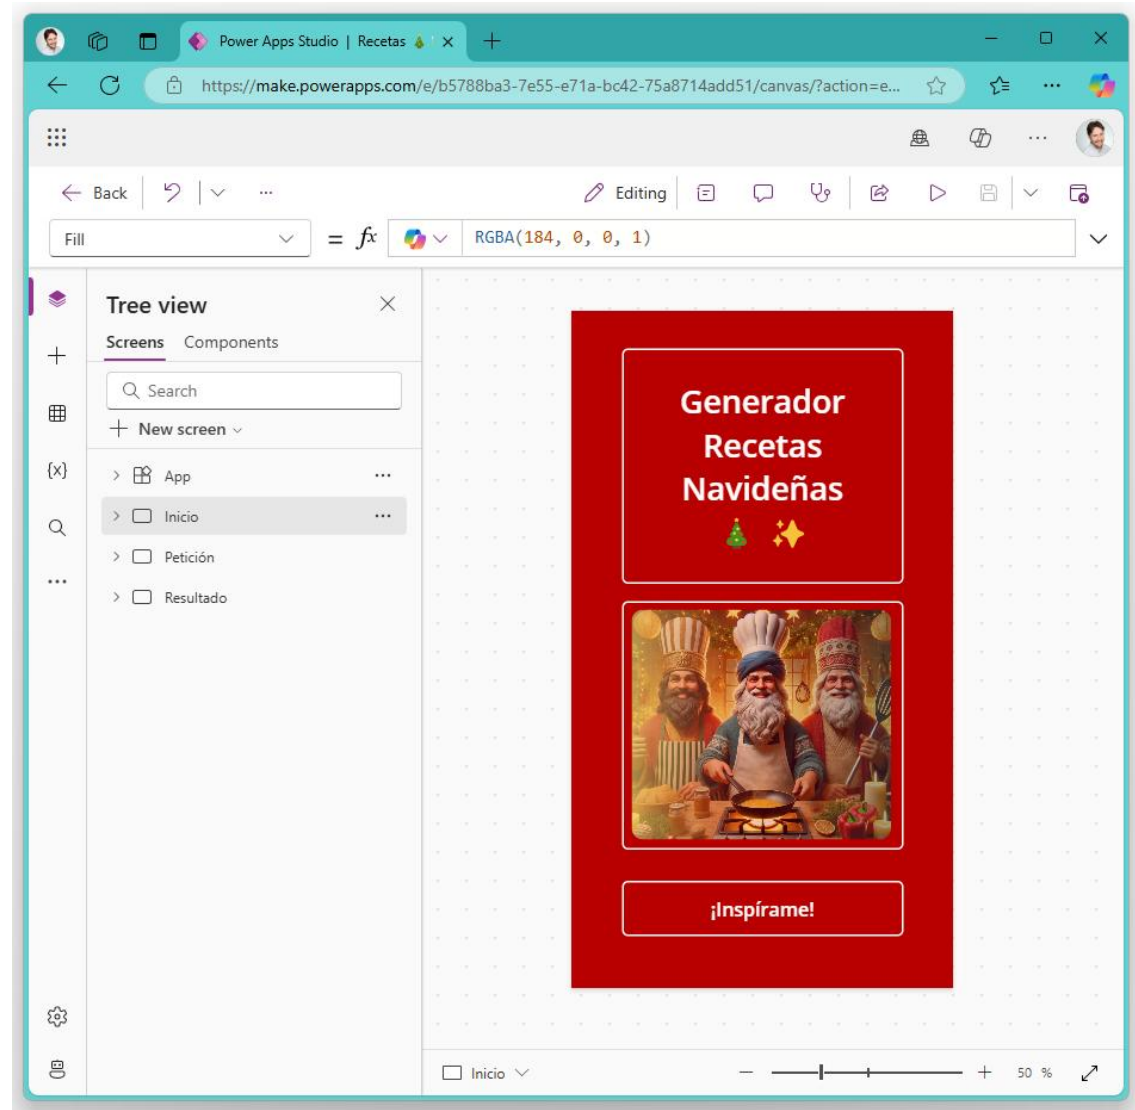 Power Apps Studio | Recetas
https://make.powerapps.com/e/b5788ba3-7e55-e71a-bc42-75a8714add51/canvas/?action=e...
Back
Editing
Fill
= fx
RGBA(184, 0, 0, 1)
Tree view
Screens Components
Search
New screen
App
Inicio
Petición
Resultado
Generador
Recetas
Navideñas
🎄 ✨
¡Inspírame!
Inicio
50 %